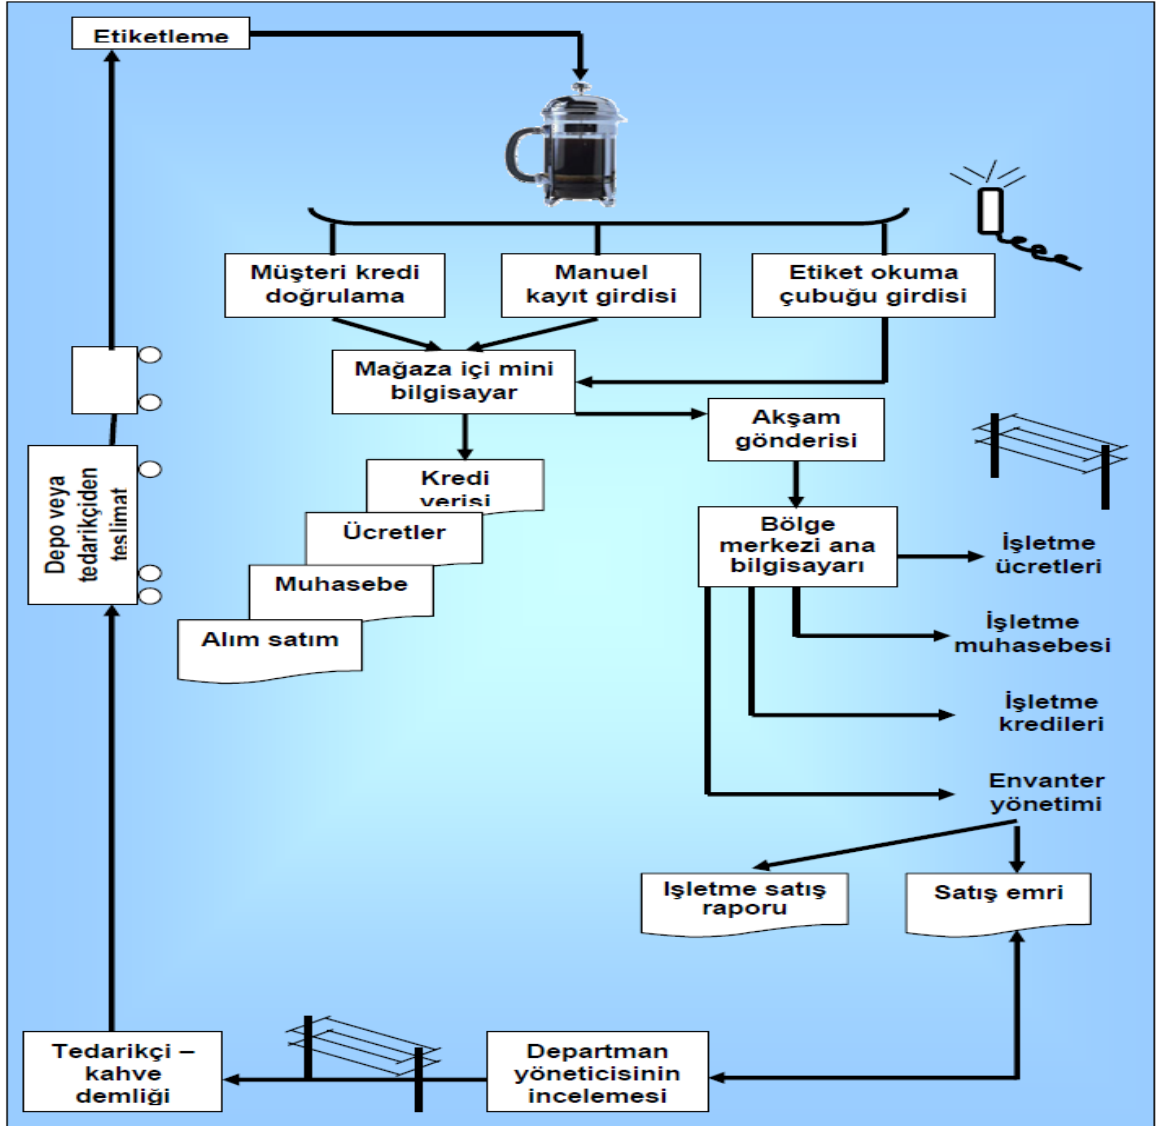 Etiketleme
Müşteri kredi
doğrulama
Manuel
kayıt girdisi
Etiket okuma
çubuğu girdisi
Mağaza içi mini
bilgisayar
Akşam
gönderisi
Kredi
verisi
Ücretler
Muhasebe
Alım satım
Depo veya
tedarikçiden
teslimat
Bölge
merkezi ana
bilgisayarı
İşletme
ücretleri
İşletme
muhasebesi
İşletme
kredileri
Envanter
yönetimi
Işletme satış
raporu
Satış emri
Tedarikçi –
kahve
demliği
Departman
yöneticisinin
incelemesi